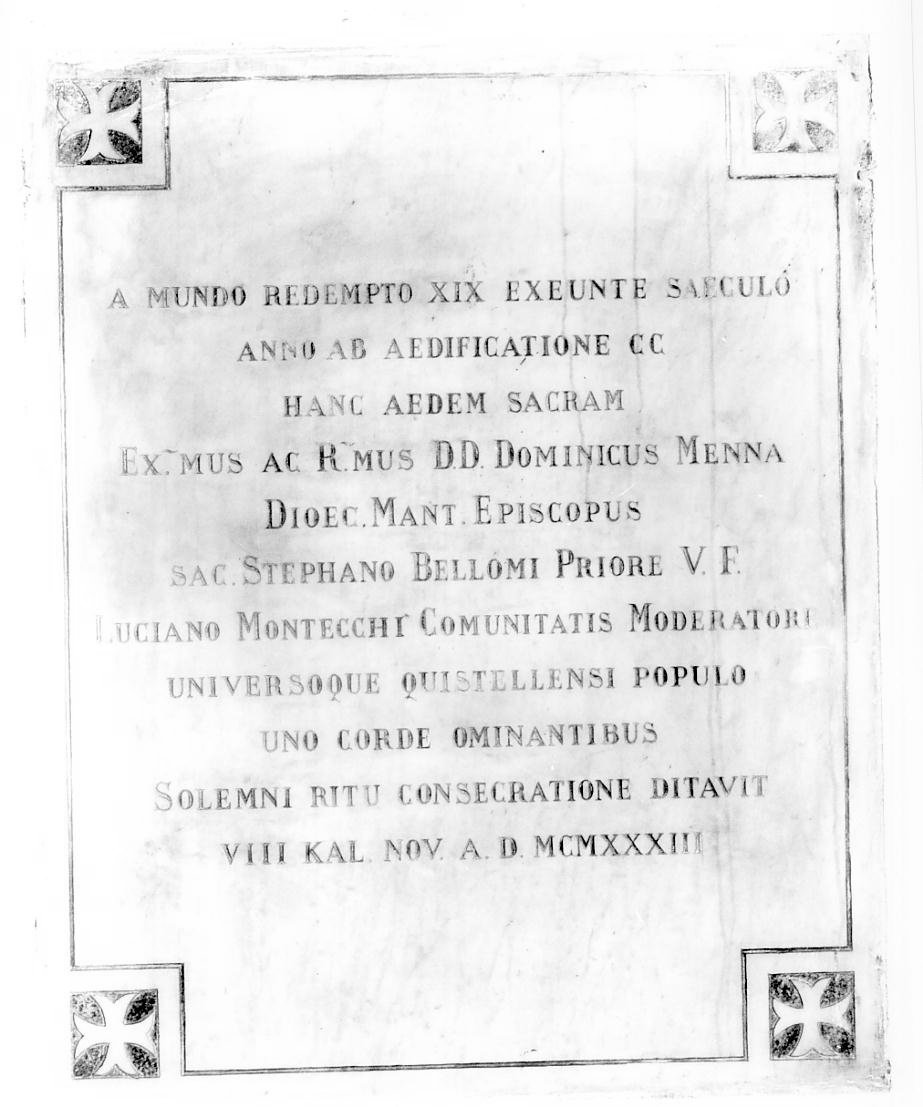 A MUNDO REDEMPTO XIX EXEUNTE SAECULO
ANNO AB AEDIFICATIONE CC
HANC AEDEM SACRAM
EX.~MUS AC R.~MUS D.D. DOMINICUS MENNA
DIOEC. MANT. EPISCOPUS
SAC. STEPHANO BELLOMI PRIORE V. F.
LUCIANO MONTECCHI COMUNITATIS MODERATORE
UNIVERSOQUE QUISTELLENSI POPULO
UNO CORDE OMINANTIBUS
SOLEMNI RITU CONSECRATIONE DITAVIT
VIII KAL. NOV. A. D. MCMXXXIII